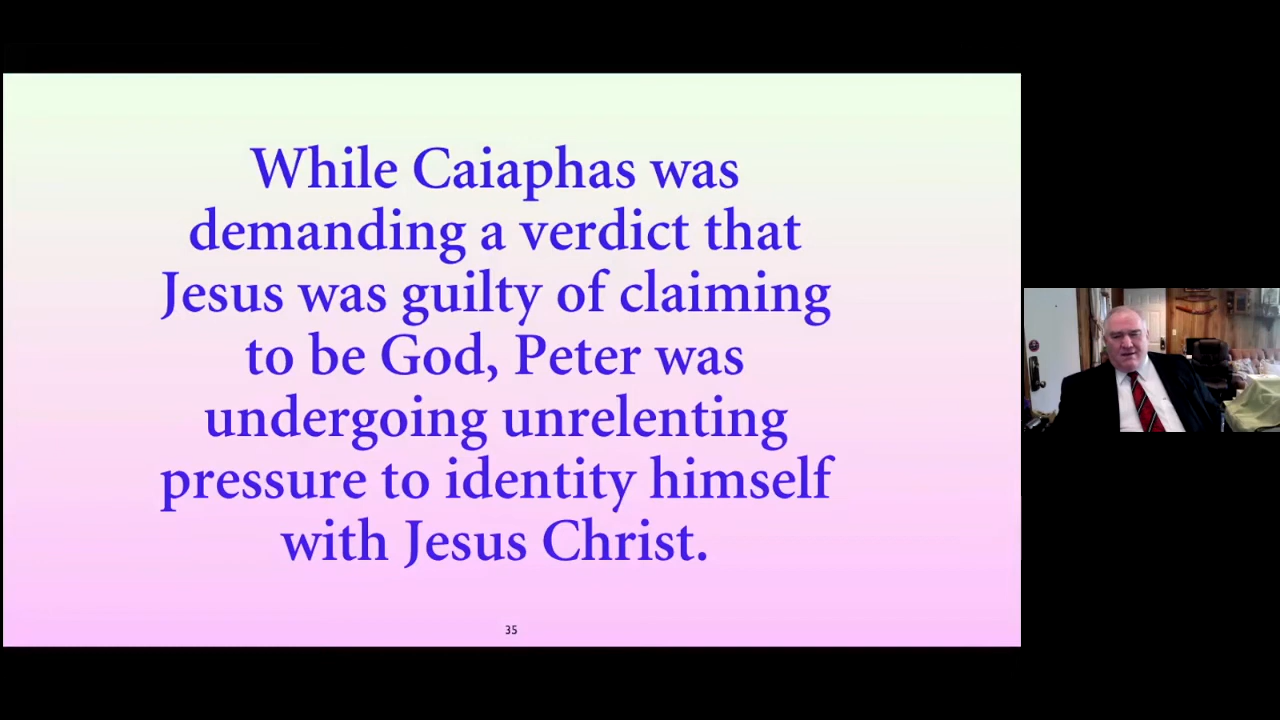 While Caiaphas was
demanding a verdict that
Jesus was guilty of claiming
to be God, Peter was
undergoing unrelenting
pressure to identity himself
with Jesus Christ.
35